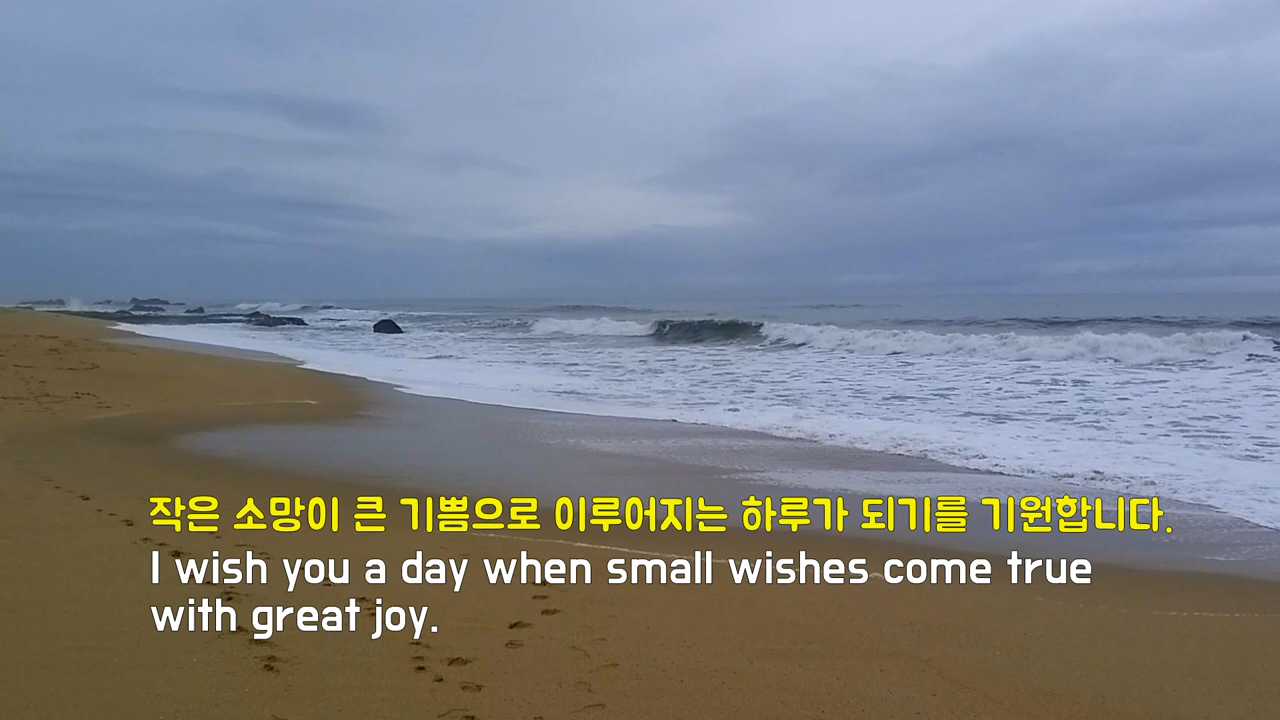 작은 소망이 큰 기쁨으로 이루어지는 하루가 되기를 기원합니다.
I wish you a day when small wishes come true
with great joy.